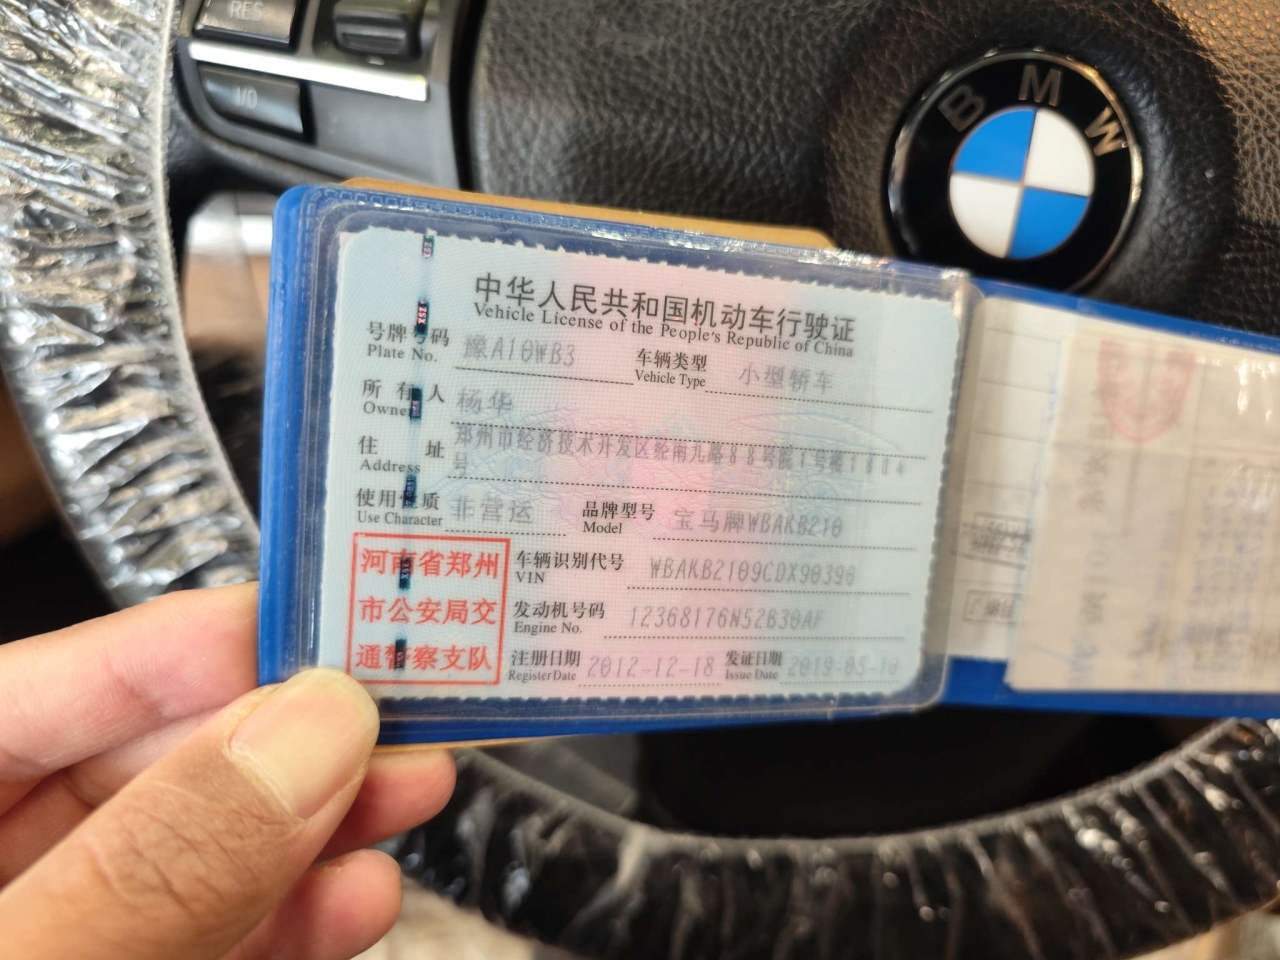 RES
I/O
BMW
中华人民共和国机动车行驶证
Vehicle License of the People's Republic of China
号牌号码 豫A10WB3 车辆类型 小型轿车
Plate No. Vehicle Type
所有人 杨华
Owner
住址 郑州市经济技术开发区经南九路88号院1号楼1804
Address 号
使用性质 非营运 品牌型号 宝马牌WBAKB210
Use Character Model
河南省郑州 车辆识别代号 WBAKB2109CDX90390
VIN
市公安局交 发动机号码 12368176N52B30AF
Engine No.
通警察支队 注册日期 2012-12-18 发证日期 2019-05-10
Register Date Issue Date